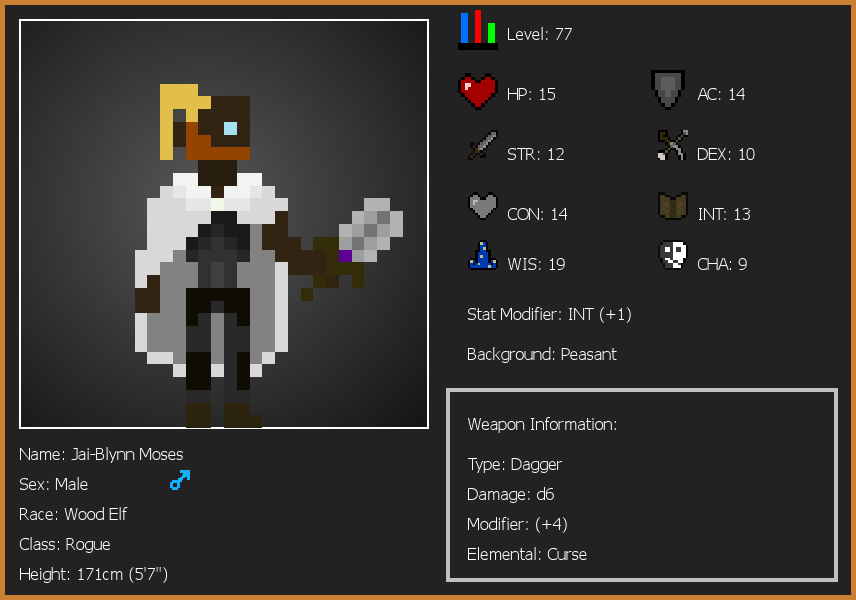 Level: 77
HP: 15
AC: 14
STR: 12
DEX: 10
CON: 14
INT: 13
WIS: 19
CHA: 9
Stat Modifier: INT (+1)
Background: Peasant
Weapon Information:
Type: Dagger
Damage: d6
Modifier: (+4)
Elemental: Curse
Name: Jai-Blynn Moses
Sex: Male
Race: Wood Elf
Class: Rogue
Height: 171cm (5'7")